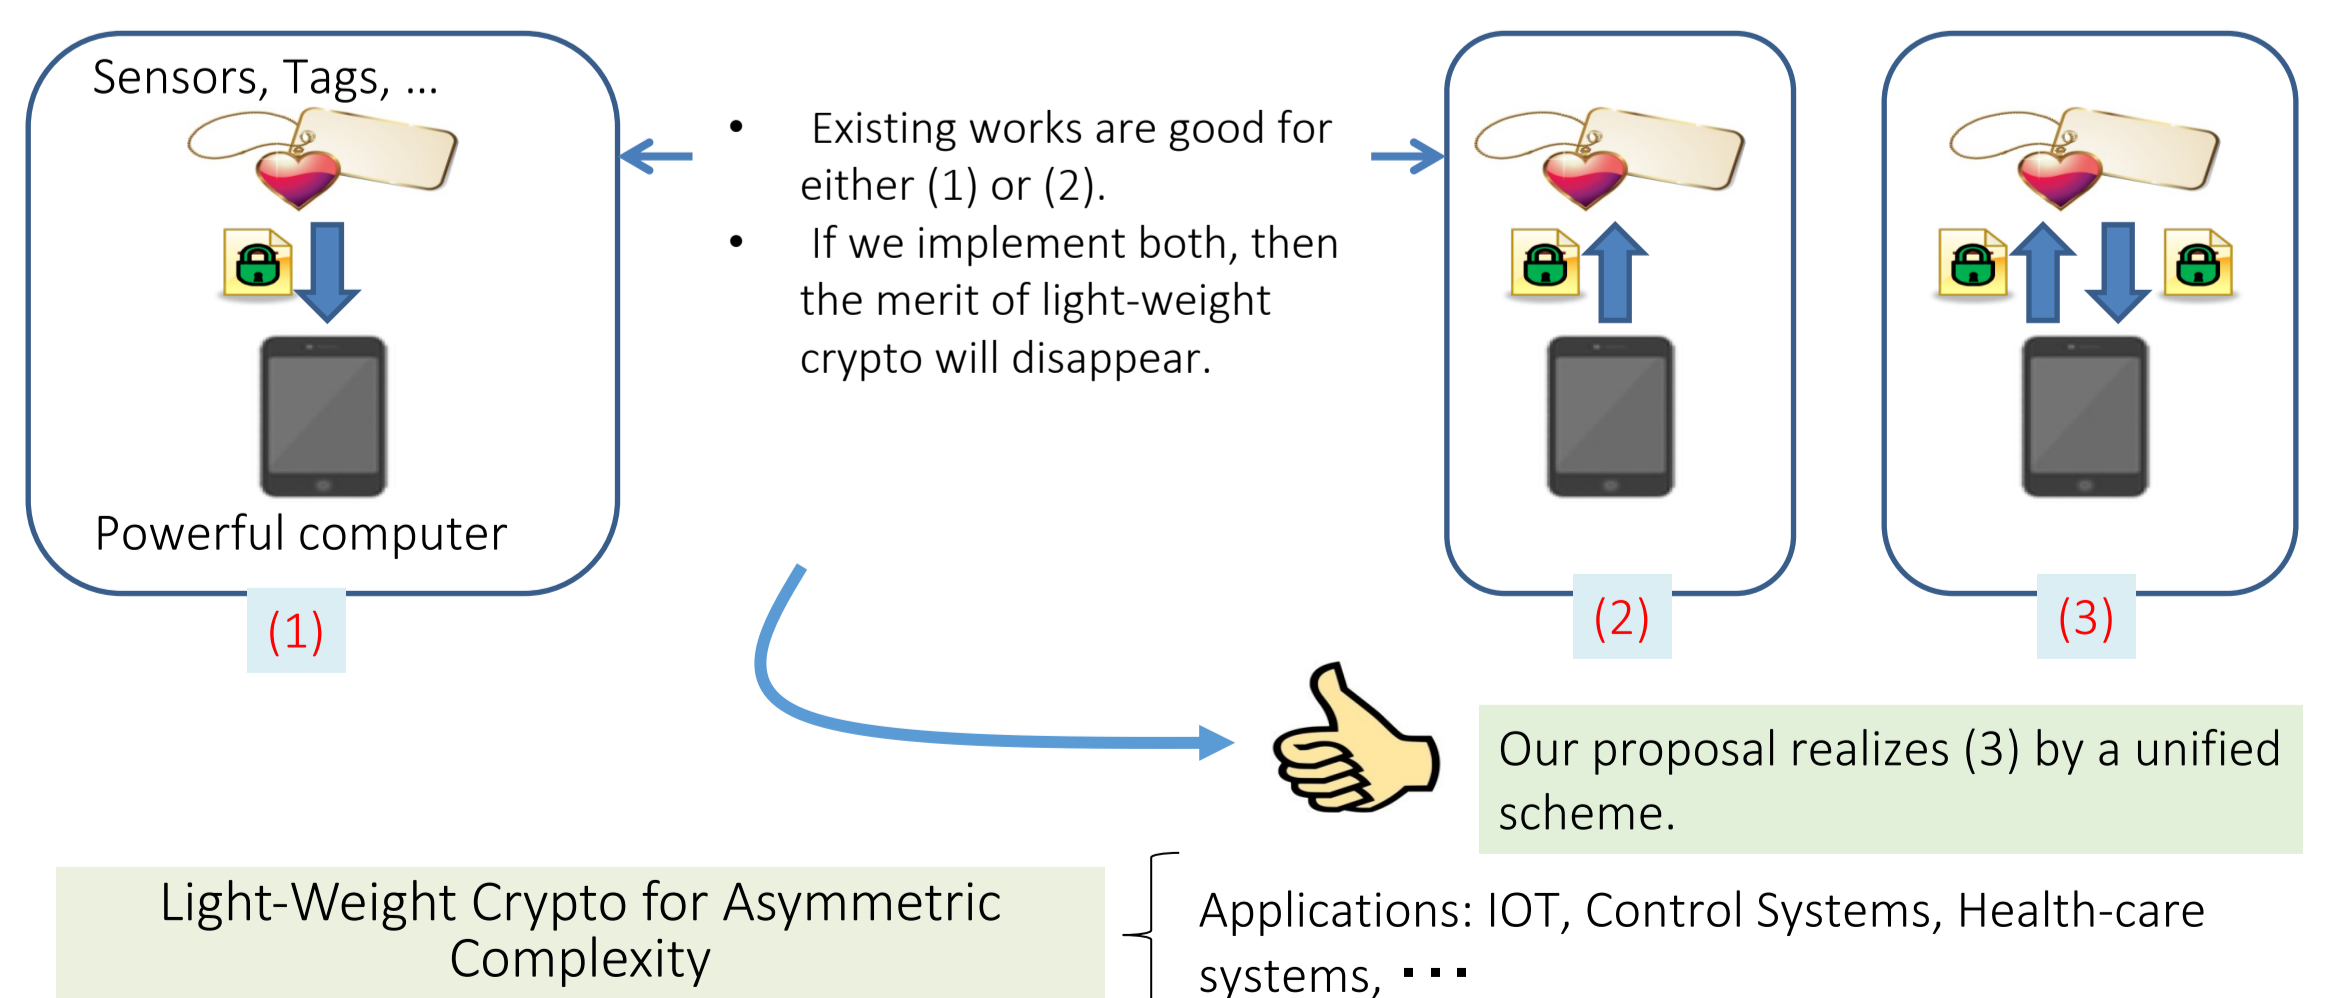 Sensors, Tags, ...
Powerful computer
(1)
• Existing works are good for
either (1) or (2).
• If we implement both, then
the merit of light-weight
crypto will disappear.
(2)
(3)
Our proposal realizes (3) by a unified
scheme.
Light-Weight Crypto for Asymmetric
Complexity
Applications: IOT, Control Systems, Health-care
systems, ･･･